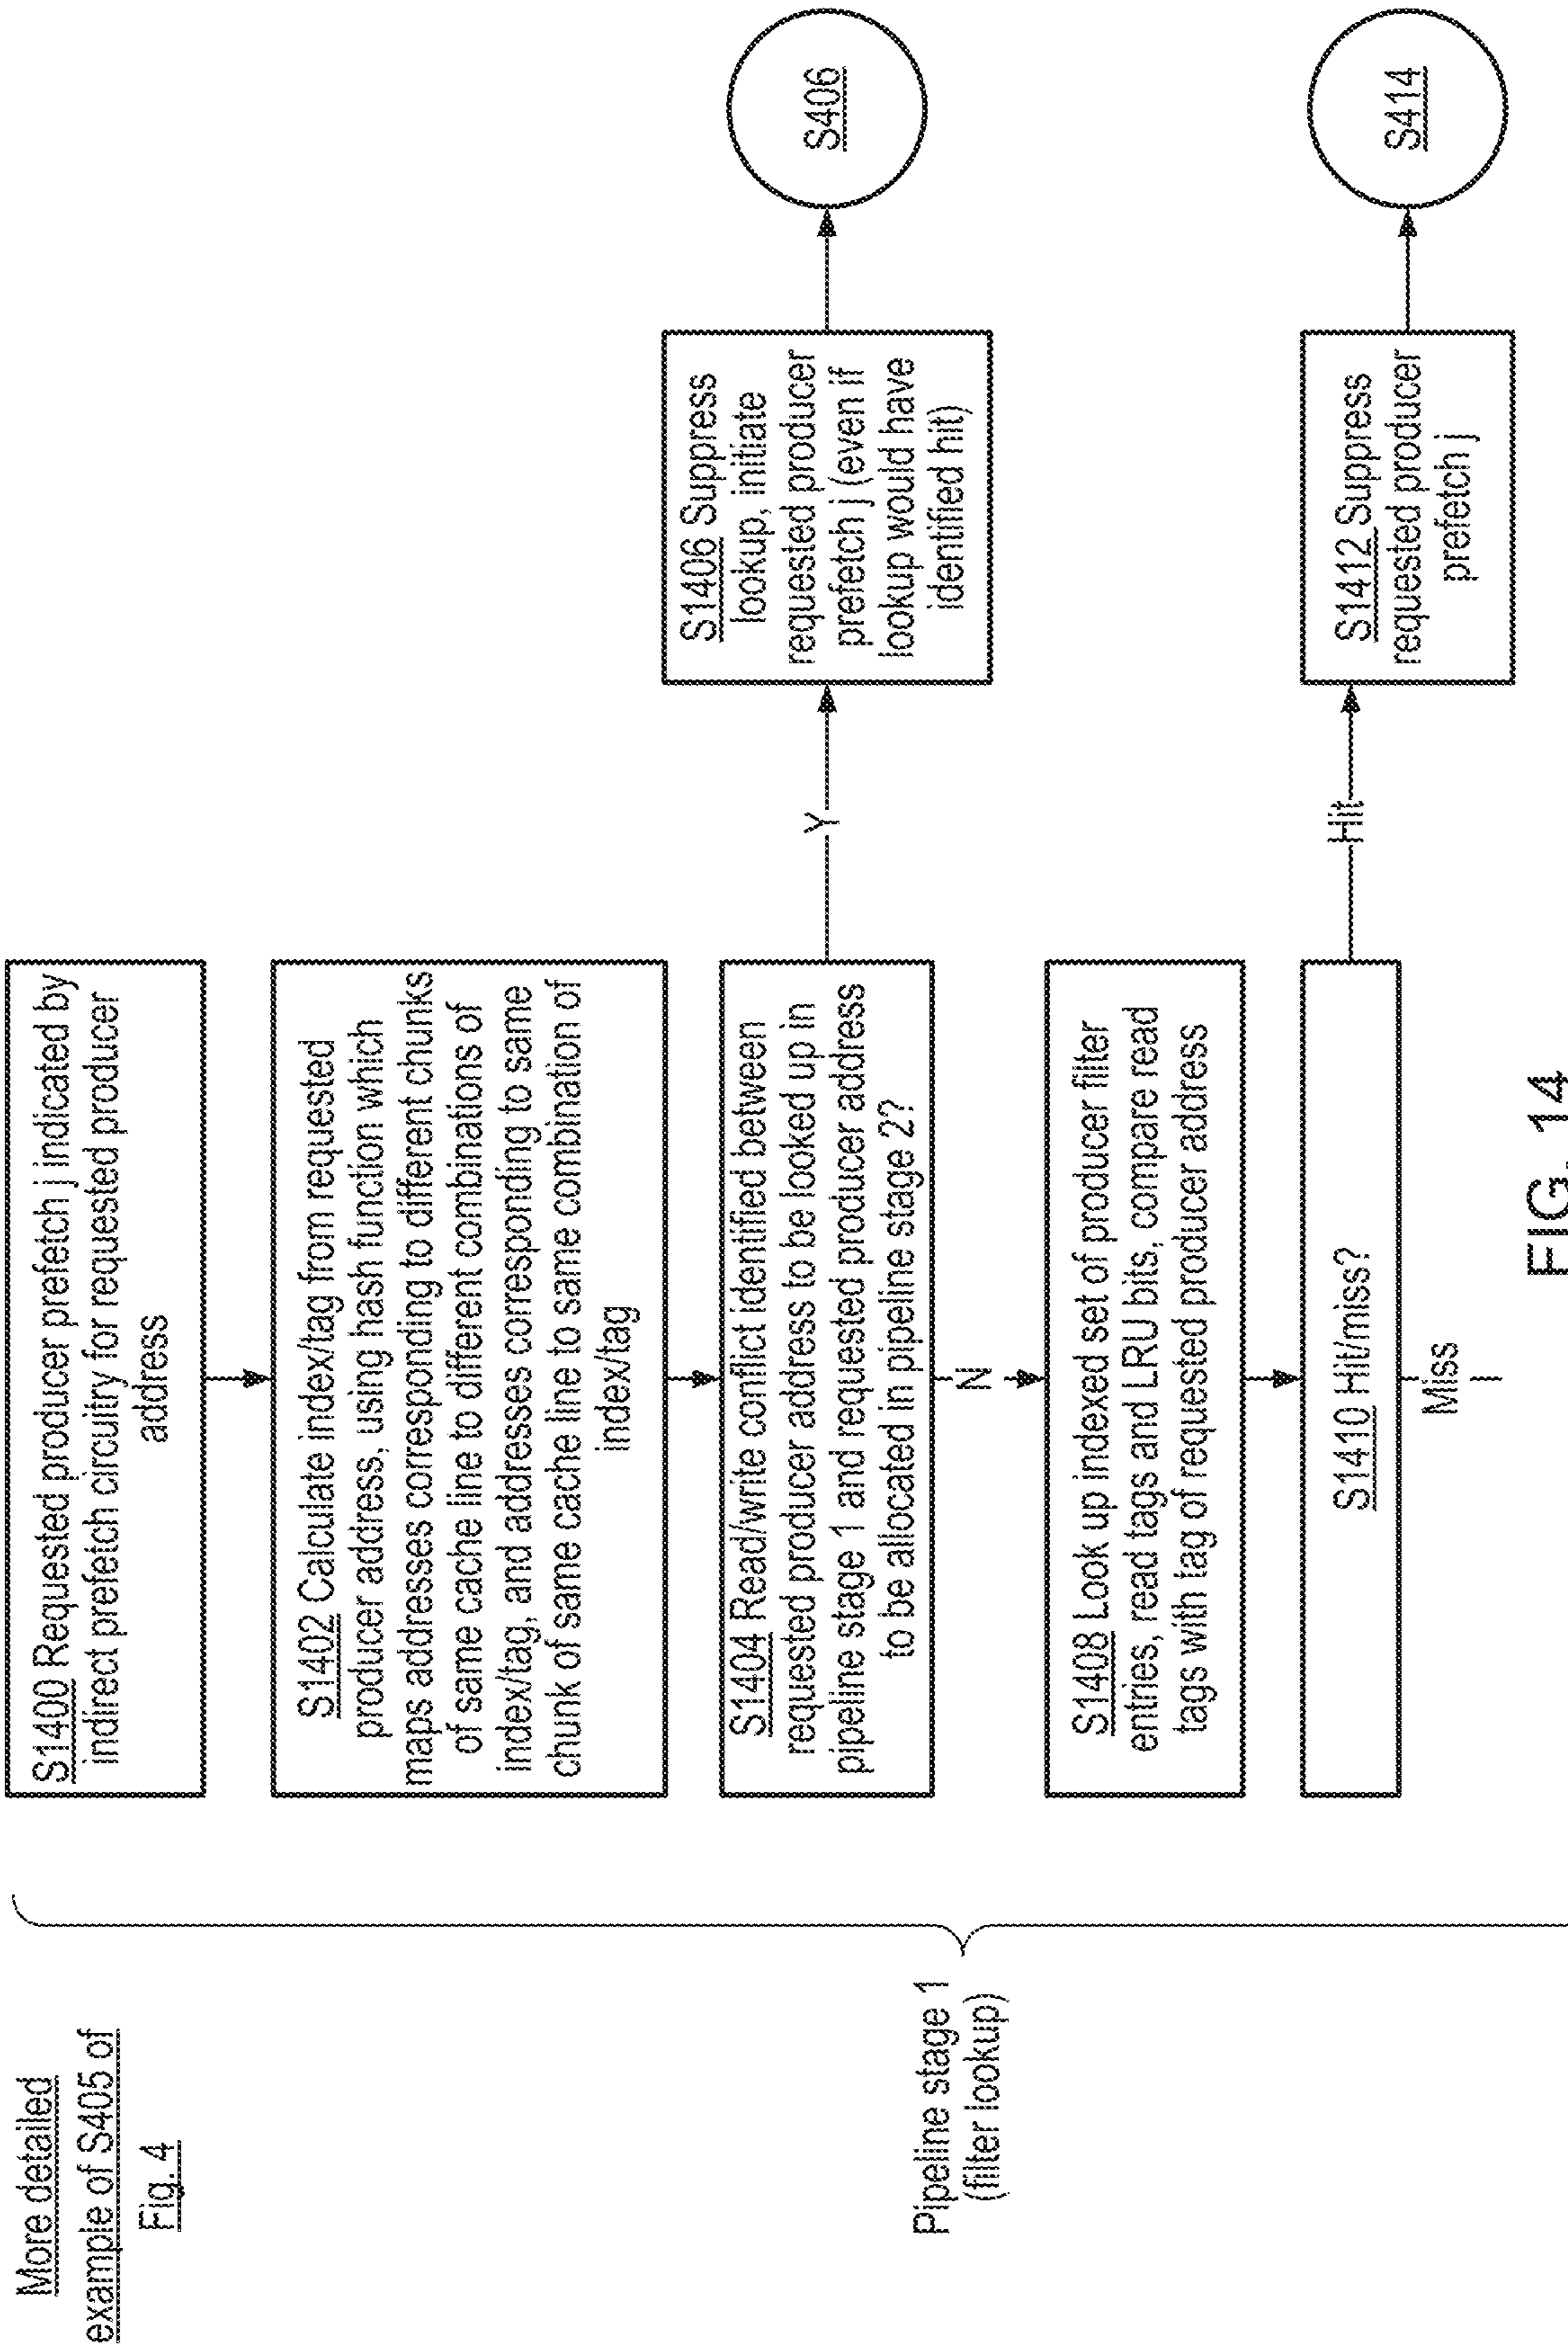 More detailed
example of S405 of
Fig. 4
Pipeline stage 1
(filter lookup)
S1400 Requested producer prefetch j indicated by
indirect prefetch circuitry for requested producer
address
S1402 Calculate index/tag from requested
producer address, using hash function which
maps addresses corresponding to different chunks
of same cache line to different combinations of
index/tag, and addresses corresponding to same
chunk of same cache line to same combination of
index/tag
S1404 Read/write conflict identified between
requested producer address to be looked up in
pipeline stage 1 and requested producer address
to be allocated in pipeline stage 2?
Y
S1406 Suppress
lookup, initiate
requested producer
prefetch j (even if
lookup would have
identified hit)
S406
N
S1408 Look up indexed set of producer filter
entries, read tags and LRU bits, compare read
tags with tag of requested producer address
S1410 Hit/miss?
Hit
S1412 Suppress
requested producer
prefetch j
S414
Miss
FIG. 14